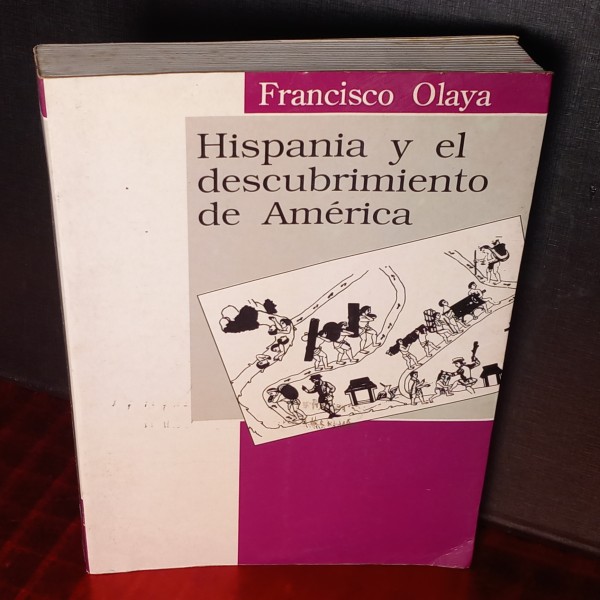 Francisco Olaya
Hispania y el
descubrimiento
de América